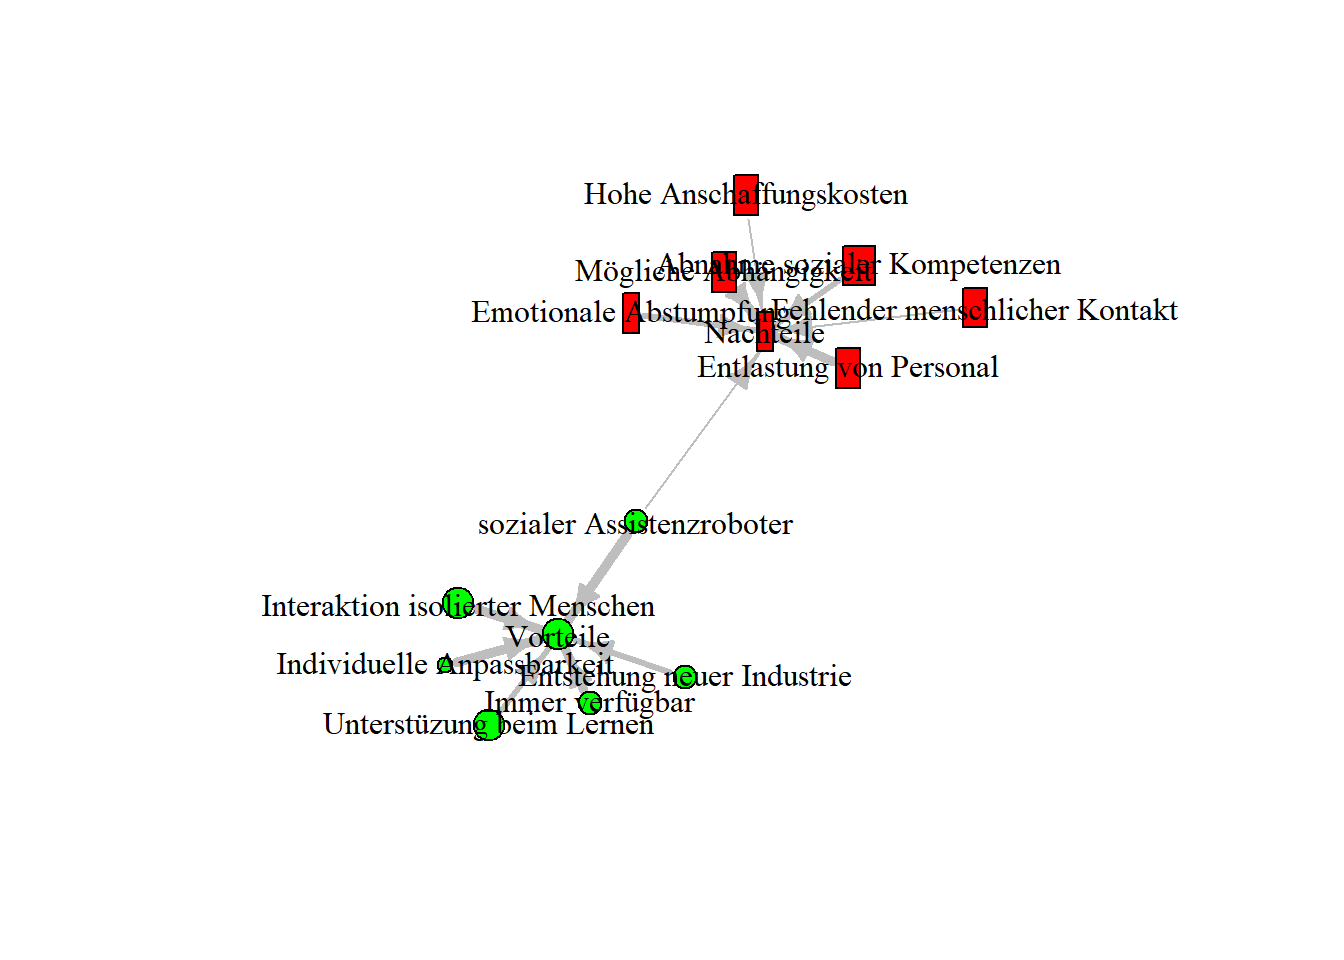 Hohe Anschaffungskosten
Abnahme sozialer Kompetenzen
Mögliche Abhängigkeit
Emotionale Abstumpfung
Fehlender menschlicher Kontakt
Nachteile
Entlastung von Personal
sozialer Assistenzroboter
Interaktion isolierter Menschen
Vorteile
Individuelle Anpassbarkeit
Entstehung neuer Industrie
Immer verfügbar
Unterstüzung beim Lernen